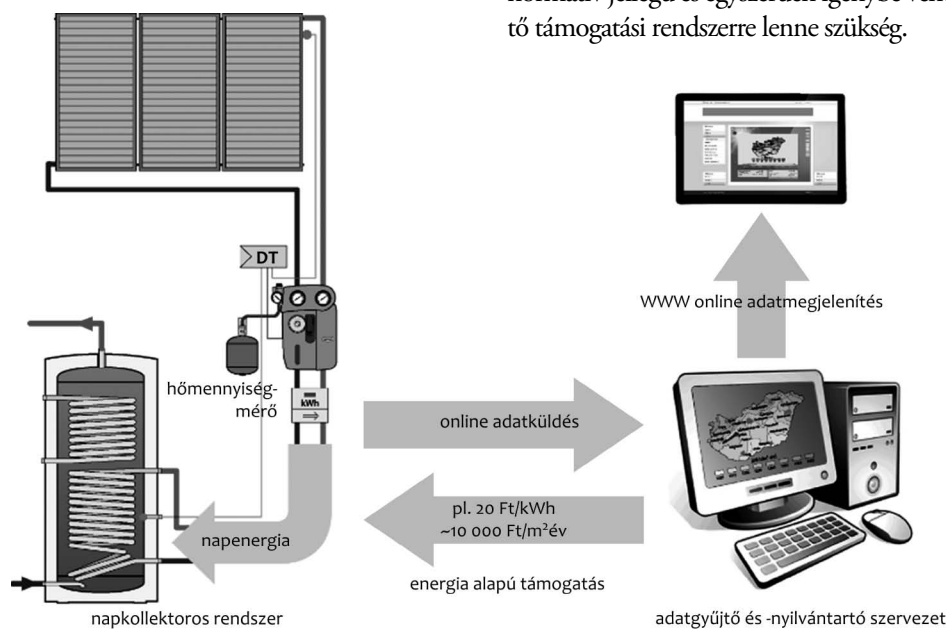 tő támogatási rendszerre lenne szükség.
DT
WWW online adatmegjelenítés
hőmennyiség-
mérő
kWh
online adatküldés
pl. 20 Ft/kWh
~10 000 Ft/m²év
napenergia
energia alapú támogatás
napkollektoros rendszer
adatgyűjtő és -nyilvántartó szervezet